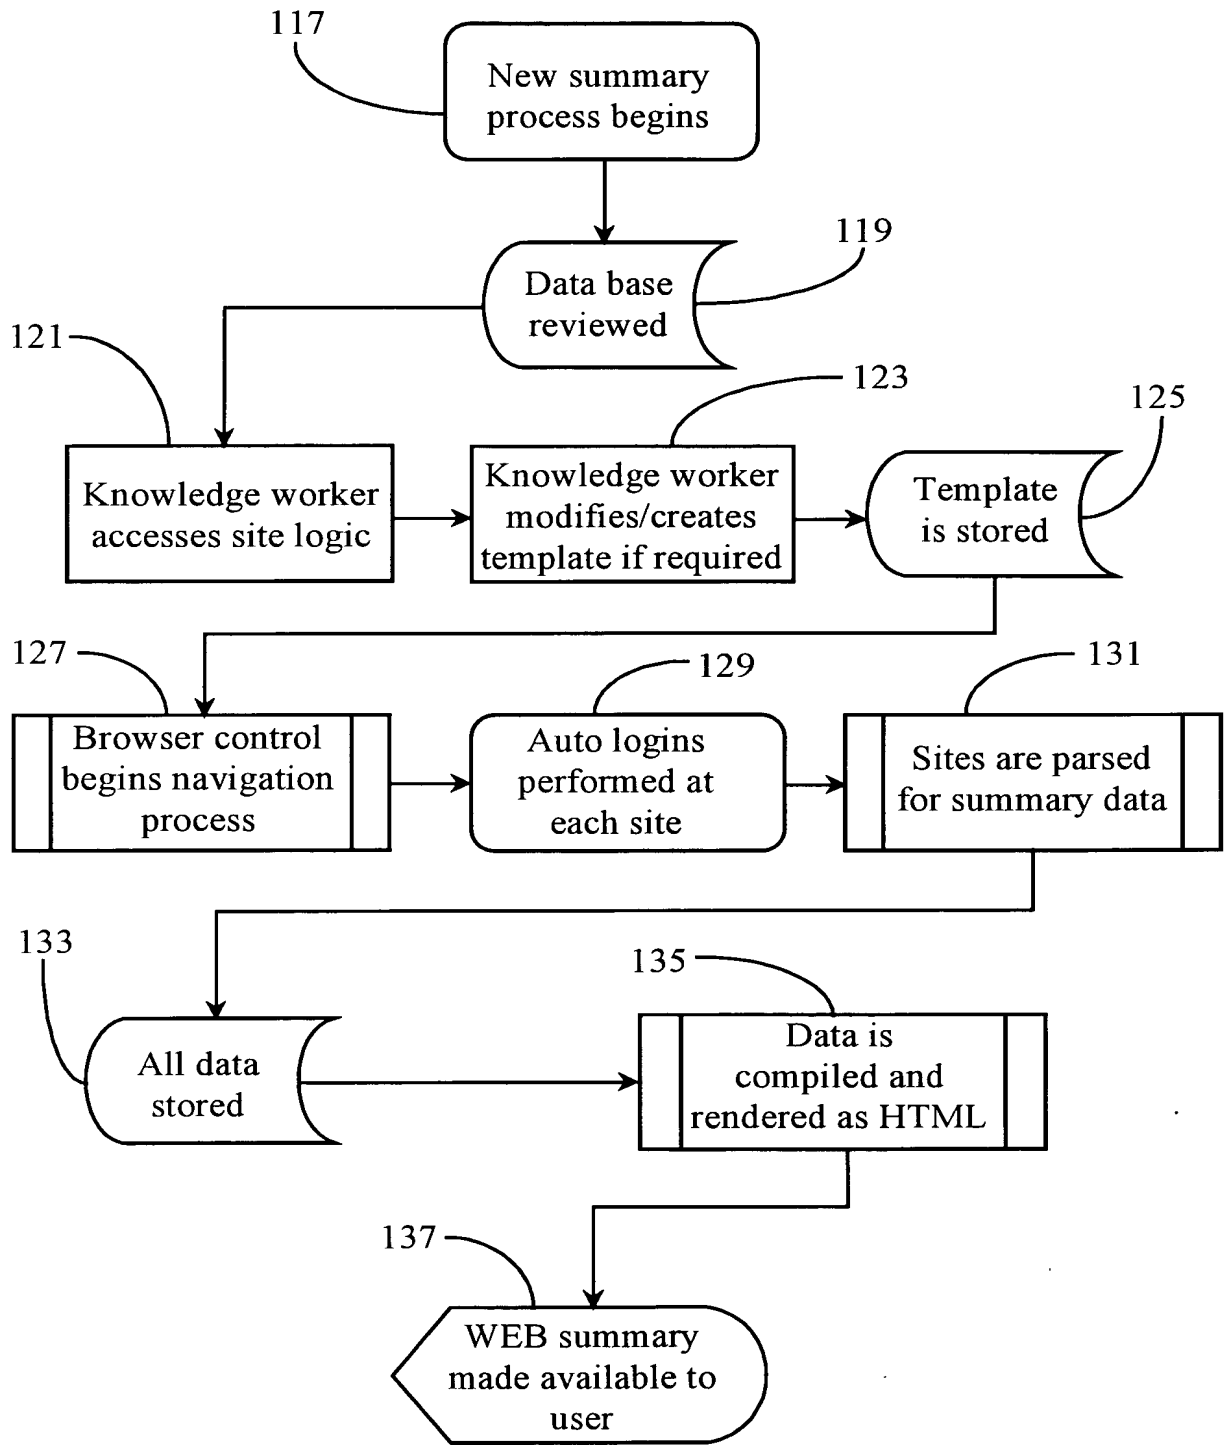 117
New summary
process begins
119
Data base
reviewed
121
123
125
Knowledge worker
accesses site logic
Knowledge worker
modifies/creates
template if required
Template
is stored
127
129
131
Browser control
begins navigation
process
Auto logins
performed at
each site
Sites are parsed
for summary data
133
135
All data
stored
Data is
compiled and
rendered as HTML
137
WEB summary
made available to
user